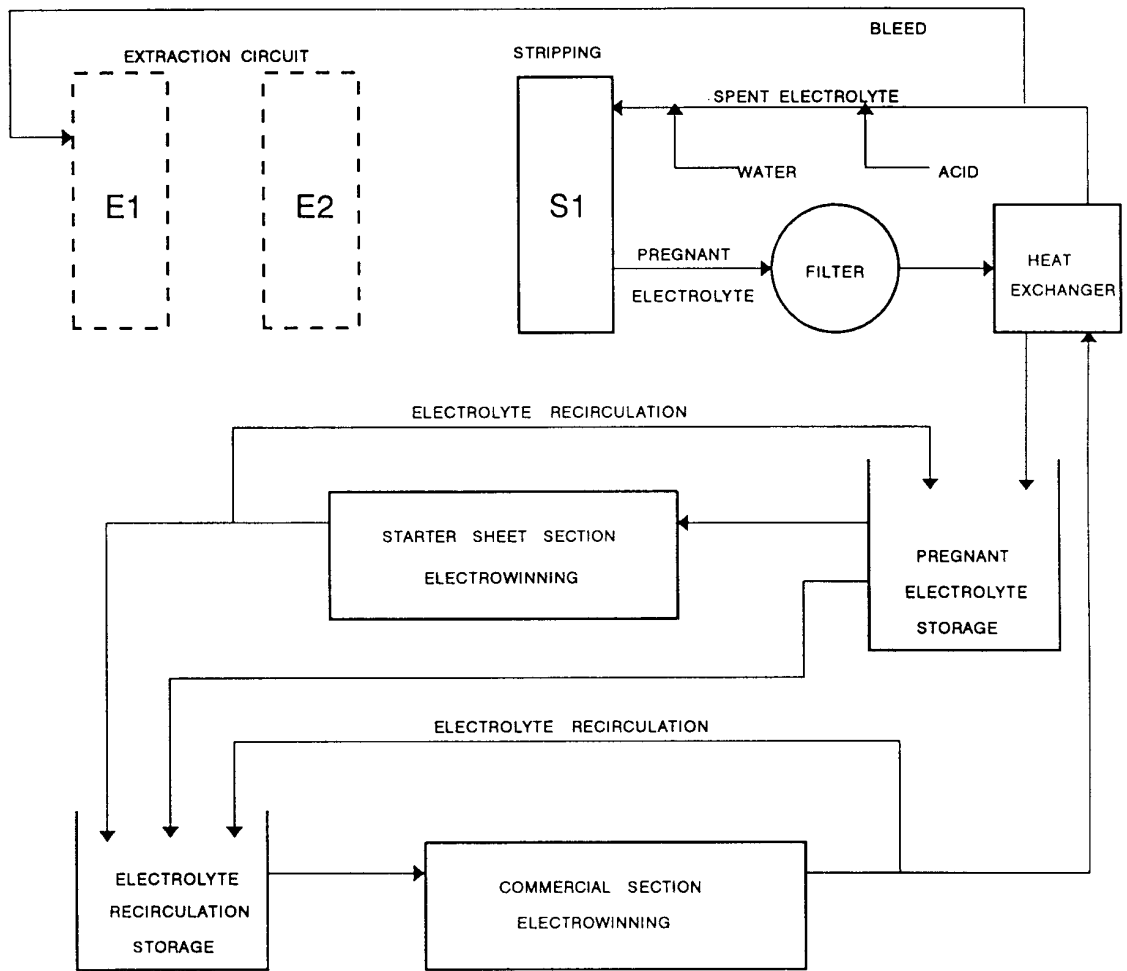 BLEED
EXTRACTION CIRCUIT
STRIPPING
SPENT ELECTROLYTE
WATER
ACID
E1
E2
S1
PREGNANT
ELECTROLYTE
FILTER
HEAT
EXCHANGER
ELECTROLYTE RECIRCULATION
STARTER SHEET SECTION
ELECTROWINNING
PREGNANT
ELECTROLYTE
STORAGE
ELECTROLYTE RECIRCULATION
ELECTROLYTE
RECIRCULATION
STORAGE
COMMERCIAL SECTION
ELECTROWINNING